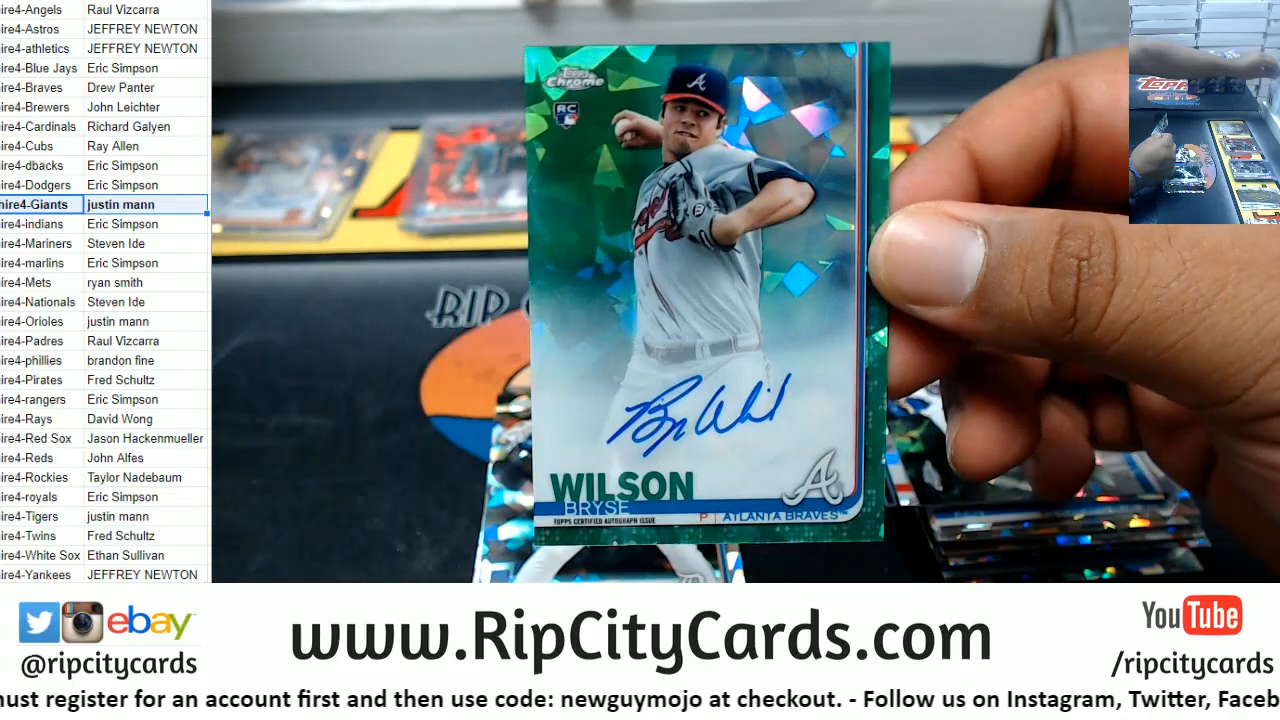 ire4-Angels Raul Vizcarra
ire4-Astros JEFFREY NEWTON
ire4-athletics JEFFREY NEWTON
ire4-Blue Jays Eric Simpson
ire4-Braves Drew Panter
ire4-Brewers John Leichter
ire4-Cardinals Richard Galyen
ire4-Cubs Ray Allen
ire4-dbacks Eric Simpson
ire4-Dodgers Eric Simpson
hire4-Giants justin mann
ire4-indians Eric Simpson
ire4-Mariners Steven Ide
ire4-marlins Eric Simpson
ire4-Mets ryan smith
ire4-Nationals Steven Ide
ire4-Orioles justin mann
ire4-Padres Raul Vizcarra
ire4-phillies brandon fine
ire4-Pirates Fred Schultz
ire4-rangers Eric Simpson
ire4-Rays David Wong
ire4-Red Sox Jason Hackenmueller
ire4-Reds John Alfes
ire4-Rockies Taylor Nadebaum
ire4-royals Eric Simpson
ire4-Tigers justin mann
ire4-Twins Fred Schultz
ire4-White Sox Ethan Sullivan
ire4-Yankees JEFFREY NEWTON
Topps
Chrome
RC
A
RIP
WILSON
BRYSE
A
TOPPS CERTIFIED AUTOGRAPH ISSUE
P ATLANTA BRAVES™
TOPPS
ebay
@ripcitycards
www.RipCityCards.com
YouTube
/ripcitycards
must register for an account first and then use code: newguymojo at checkout. - Follow us on Instagram, Twitter, Faceb